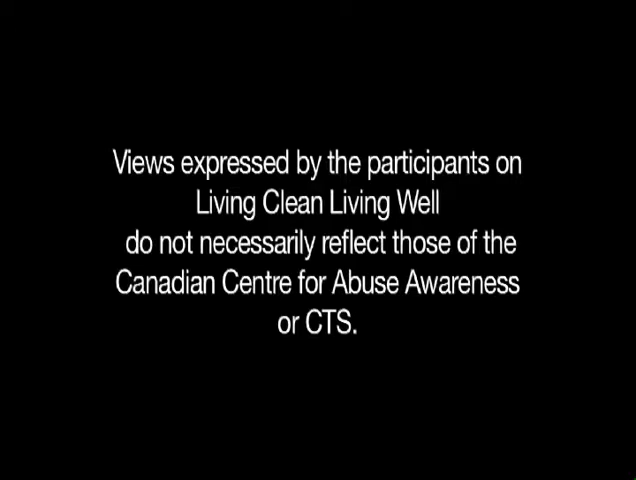 Views expressed by the participants on
Living Clean Living Well
do not necessarily reflect those of the
Canadian Centre for Abuse Awareness
or CTS.